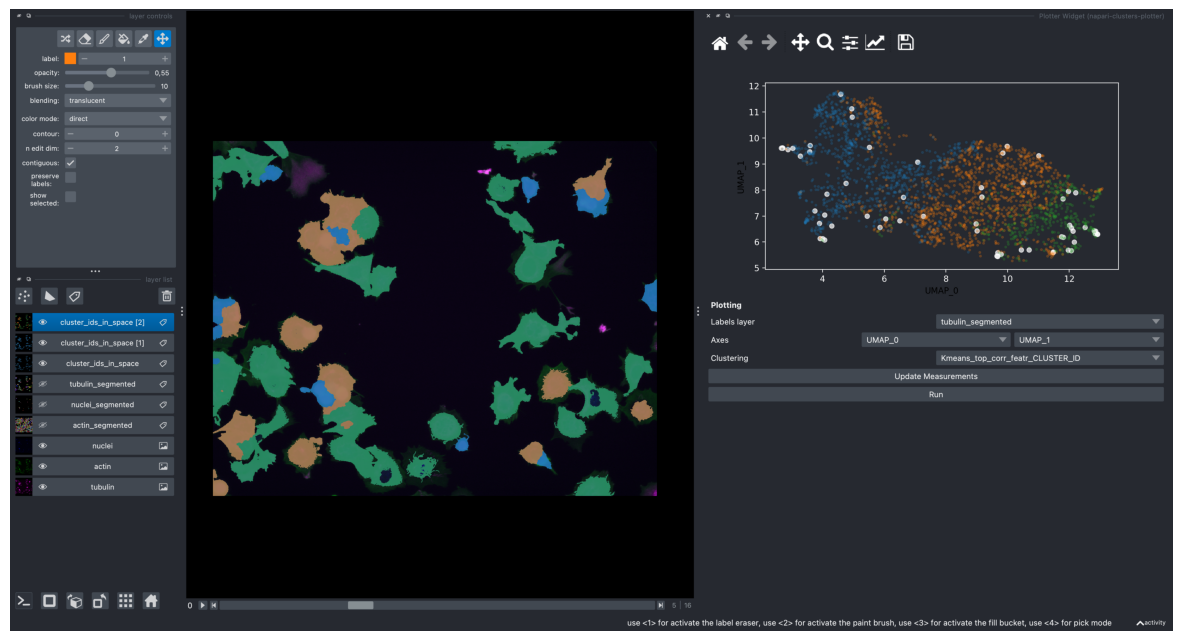 layer controls
label: − 1 +
opacity: 0,55
brush size: 10
blending: translucent
color mode: direct
contour: − 0 +
n edit dim: − 2 +
contiguous:
preserve
labels:
show
selected:
layer list
cluster_ids_in_space [2]
cluster_ids_in_space [1]
cluster_ids_in_space
tubulin_segmented
nuclei_segmented
actin_segmented
nuclei
actin
tubulin
0 5 | 16
Plotter Widget (napari-clusters-plotter)
12
11
10
9
8
7
6
5
UMAP_1
4 6 8 10 12
UMAP_0
Plotting
Labels layer tubulin_segmented
Axes UMAP_0 UMAP_1
Clustering Kmeans_top_corr_featr_CLUSTER_ID
Update Measurements
Run
use <1> for activate the label eraser, use <2> for activate the paint brush, use <3> for activate the fill bucket, use <4> for pick mode
activity